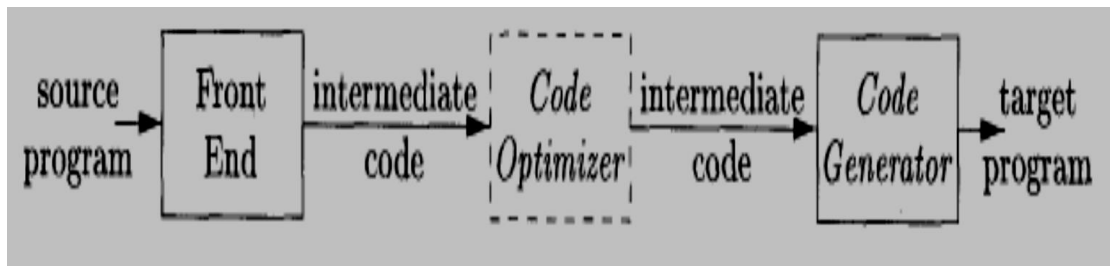 source
program
Front
End
intermediate
code
Code
Optimizer
intermediate
code
Code
Generator
target
program